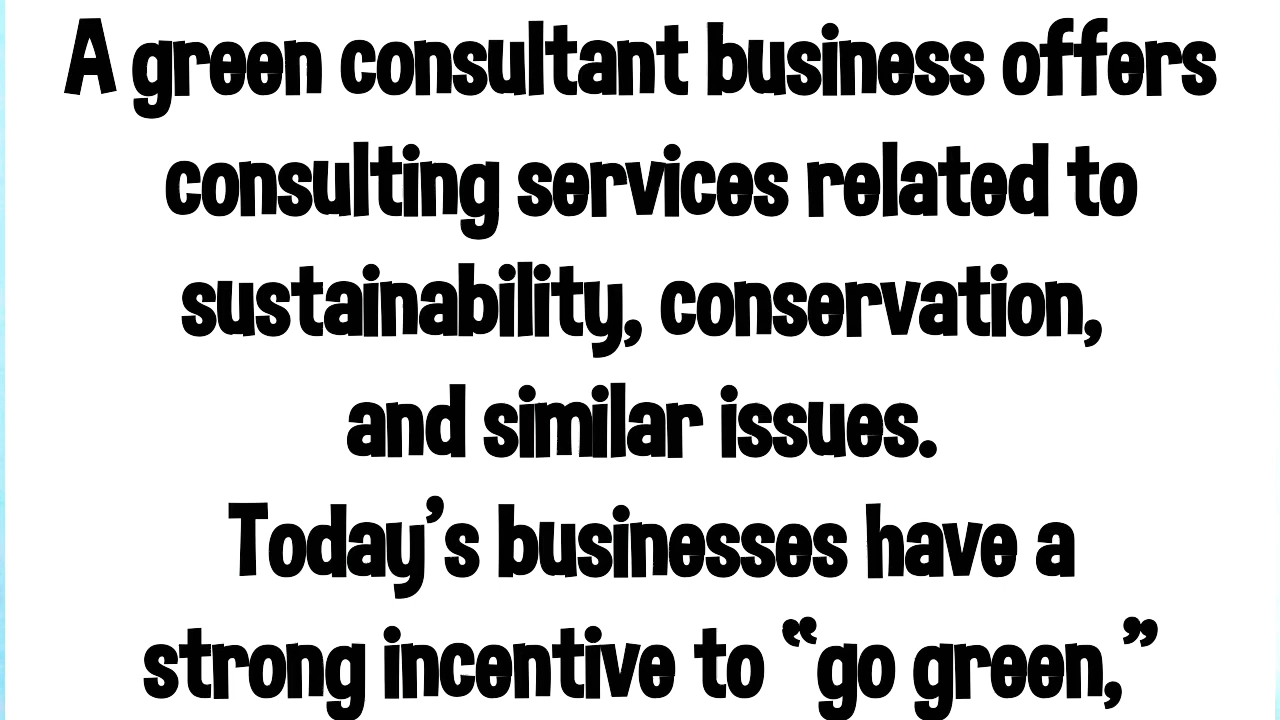 A green consultant business offers
consulting services related to
sustainability, conservation,
and similar issues.
Today’s businesses have a
strong incentive to “go green,”